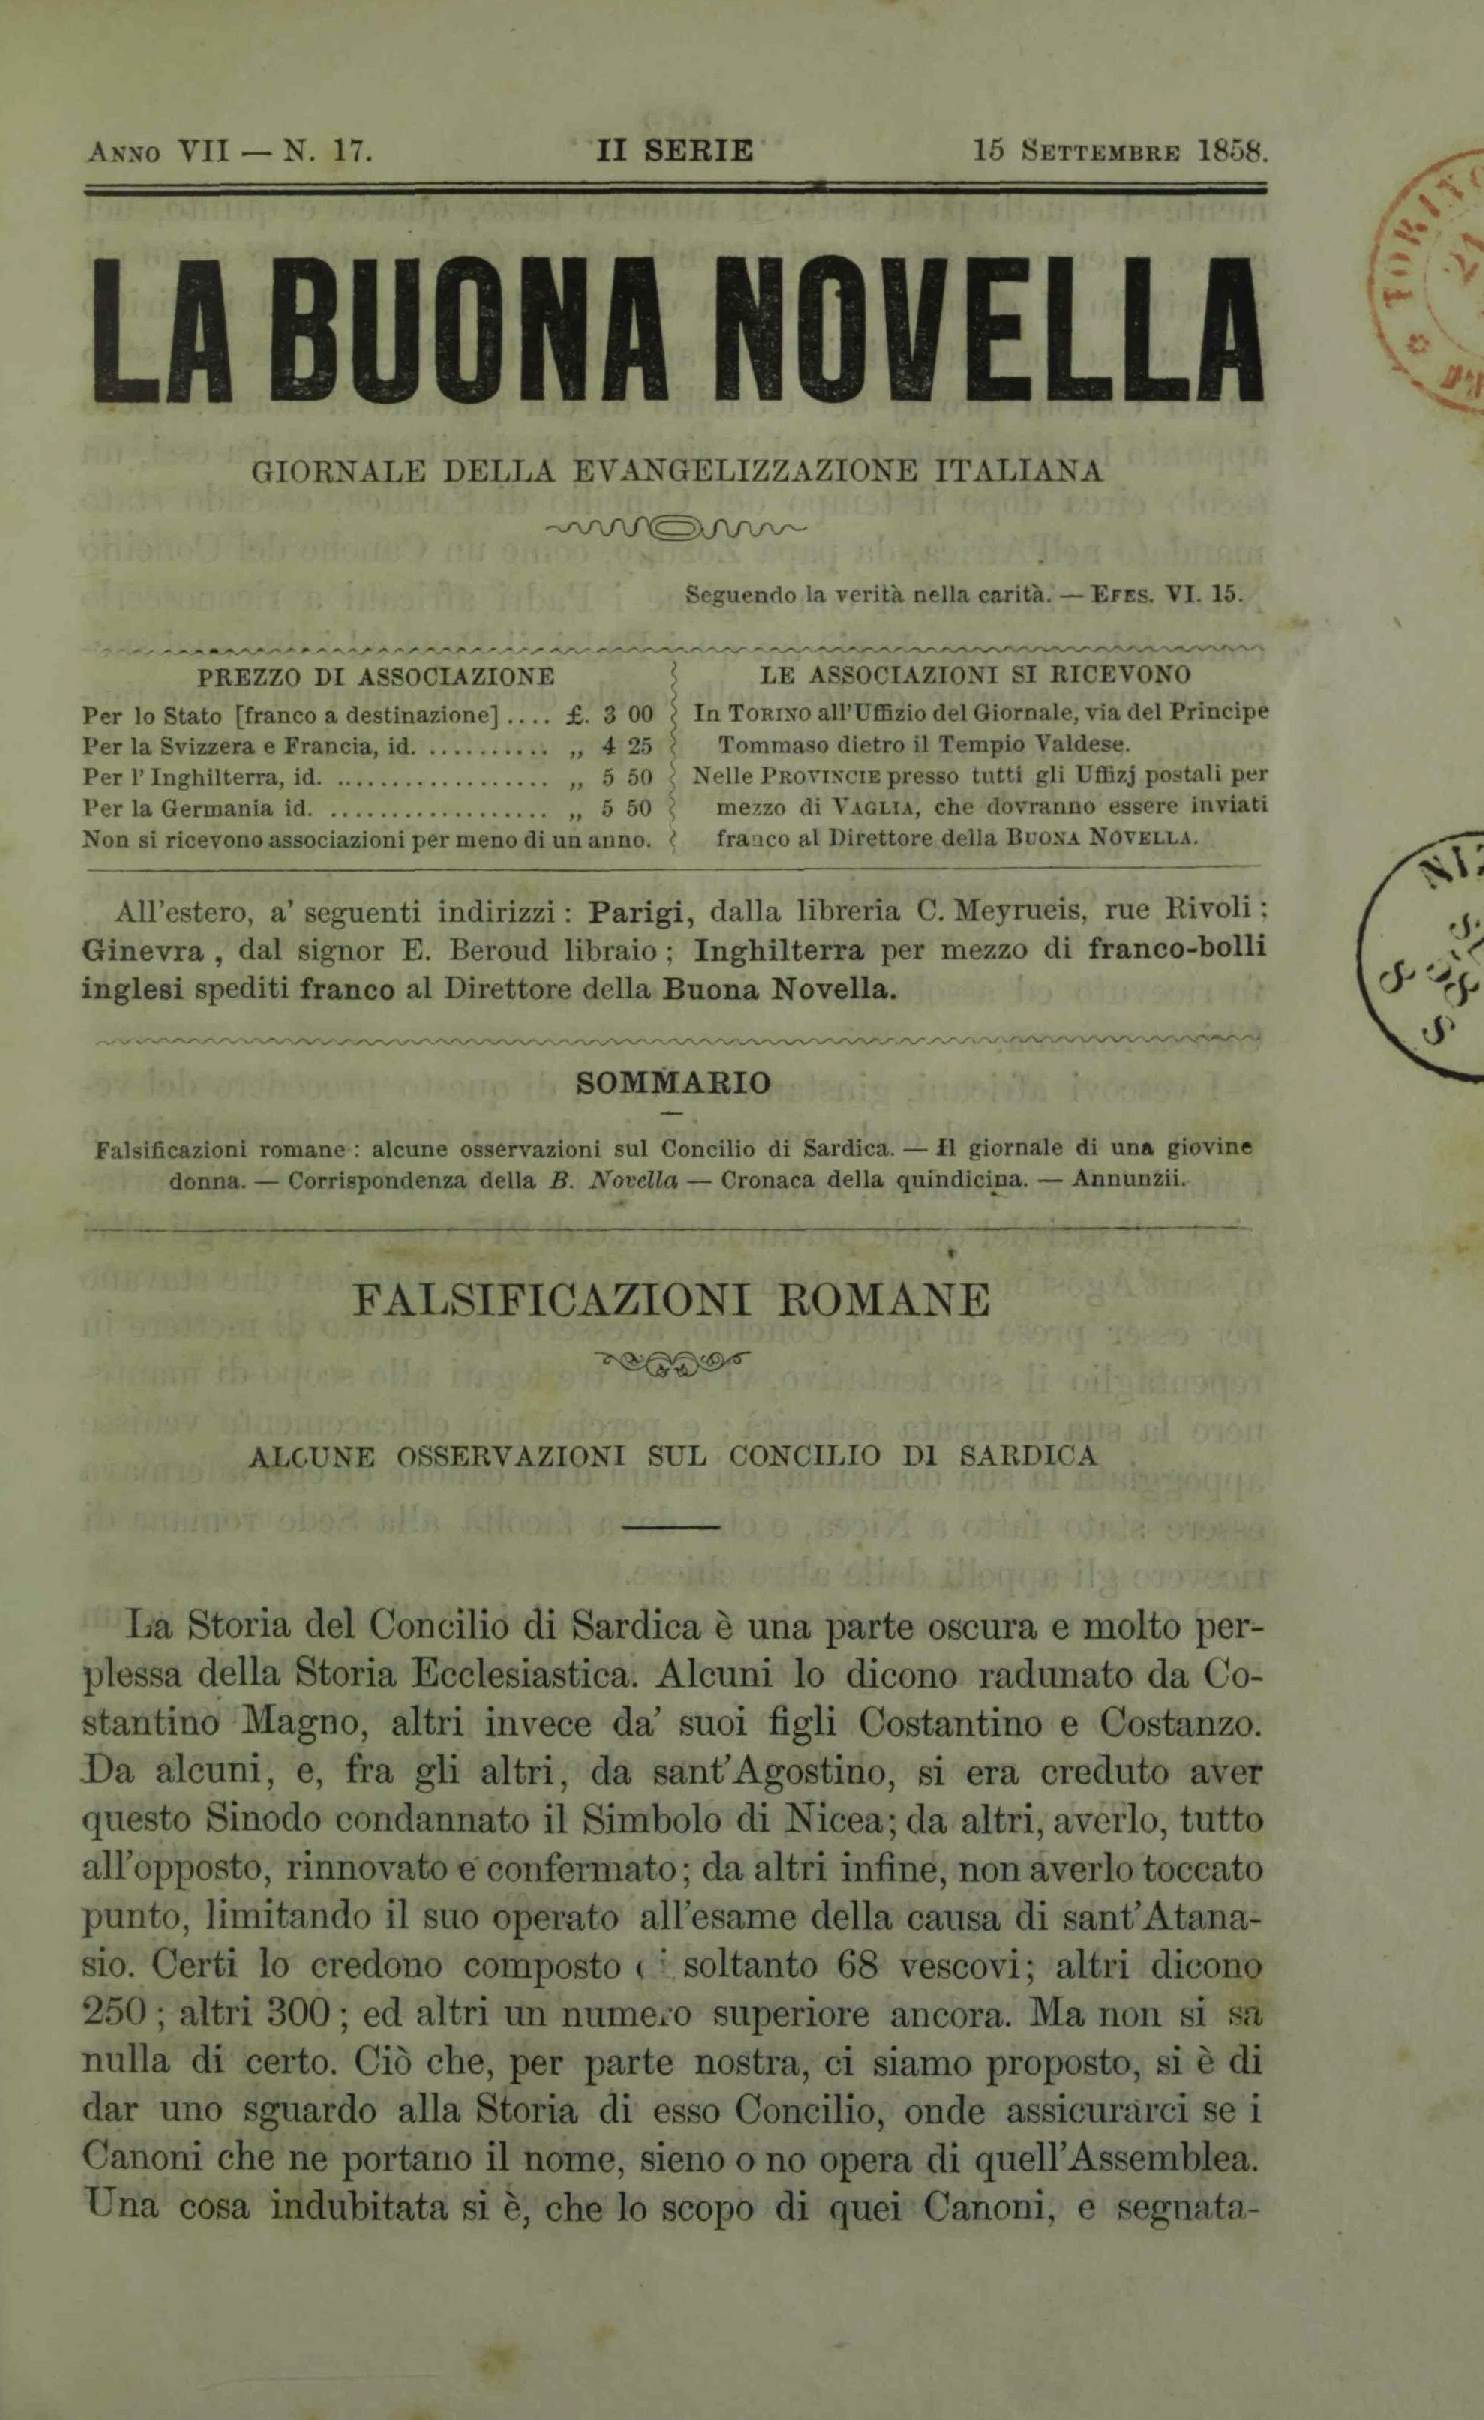 ANNO VII — N. 17.
II SERIE
15 SETTEMBRE 1858.
LA BUONA NOVELLA
GIORNALE DELLA EVANGELIZZAZIONE ITALIANA
Seguendo la verità nella carità. — EFES. VI. 15.
PREZZO DI ASSOCIAZIONE
Per lo Stato [franco a destinazione] .... £. 3 00
Per la Svizzera e Francia, id. .......... „ 4 25
Per l' Inghilterra, id. .................. „ 5 50
Per la Germania id. .................. „ 5 50
Non si ricevono associazioni per meno di un anno.
LE ASSOCIAZIONI SI RICEVONO
In TORINO all'Uffizio del Giornale, via del Principe
Tommaso dietro il Tempio Valdese.
Nelle PROVINCIE presso tutti gli Uffizj postali per
mezzo di VAGLIA, che dovranno essere inviati
franco al Direttore della BUONA NOVELLA.
All'estero, a' seguenti indirizzi : Parigi, dalla libreria C. Meyrueis, rue Rivoli ;
Ginevra , dal signor E. Beroud libraio ; Inghilterra per mezzo di franco-bolli
inglesi spediti franco al Direttore della Buona Novella.
SOMMARIO
Falsificazioni romane : alcune osservazioni sul Concilio di Sardica. — Il giornale di una giovine
donna. — Corrispondenza della B. Novella — Cronaca della quindicina. — Annunzii.
FALSIFICAZIONI ROMANE
ALCUNE OSSERVAZIONI SUL CONCILIO DI SARDICA
La Storia del Concilio di Sardica è una parte oscura e molto per-
plessa della Storia Ecclesiastica. Alcuni lo dicono radunato da Co-
stantino Magno, altri invece da' suoi figli Costantino e Costanzo.
Da alcuni, e, fra gli altri, da sant'Agostino, si era creduto aver
questo Sinodo condannato il Simbolo di Nicea; da altri, averlo, tutto
all'opposto, rinnovato e confermato; da altri infine, non averlo toccato
punto, limitando il suo operato all'esame della causa di sant'Atana-
sio. Certi lo credono composto soltanto 68 vescovi; altri dicono
250 ; altri 300 ; ed altri un numero superiore ancora. Ma non si sa
nulla di certo. Ciò che, per parte nostra, ci siamo proposto, si è di
dar uno sguardo alla Storia di esso Concilio, onde assicurarci se i
Canoni che ne portano il nome, sieno o no opera di quell'Assemblea.
Una cosa indubitata si è, che lo scopo di quei Canoni, e segnata-
TORINO